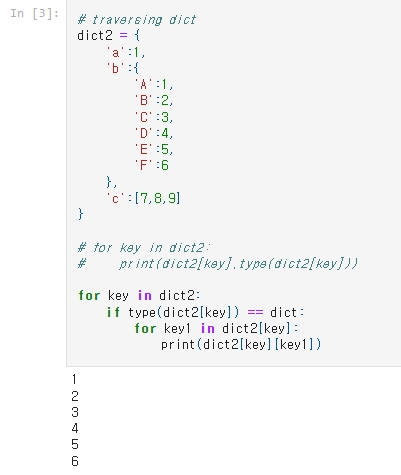 In [3]:
# traversing dict
dict2 = {
    'a':1,
    'b':{
        'A':1,
        'B':2,
        'C':3,
        'D':4,
        'E':5,
        'F':6
    },
    'c':[7,8,9]
}
# for key in dict2:
#     print(dict2[key],type(dict2[key]))
for key in dict2:
    if type(dict2[key]) == dict:
        for key1 in dict2[key]:
            print(dict2[key][key1])
1
2
3
4
5
6